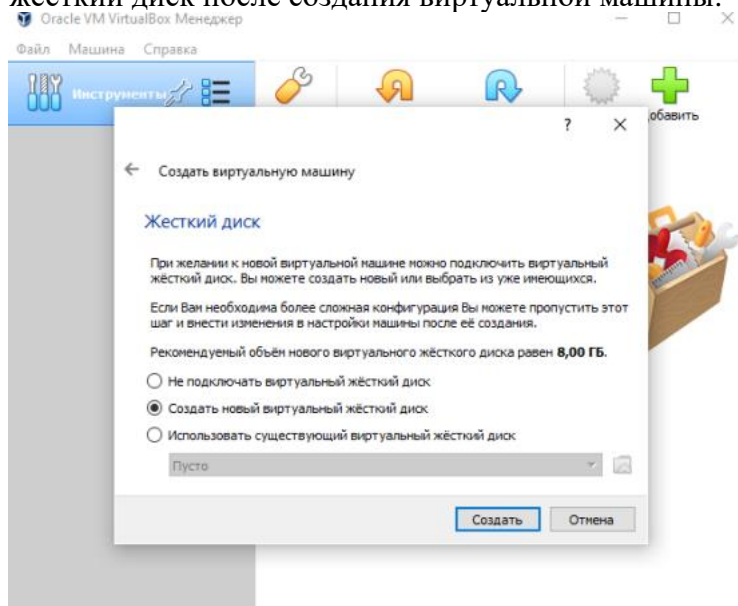 жесткий диск после создания виртуальной машины.
Oracle VM VirtualBox Менеджер
Файл Машина Справка
Инструменты
обавить
? ×
← Создать виртуальную машину
Жесткий диск
При желании к новой виртуальной машине можно подключить виртуальный
жёсткий диск. Вы можете создать новый или выбрать из уже имеющихся.
Если Вам необходима более сложная конфигурация Вы можете пропустить этот
шаг и внести изменения в настройки машины после её создания.
Рекомендуемый объём нового виртуального жёсткого диска равен 8,00 ГБ.
Не подключать виртуальный жёсткий диск
Создать новый виртуальный жёсткий диск
Использовать существующий виртуальный жёсткий диск
Пусто
Создать Отмена